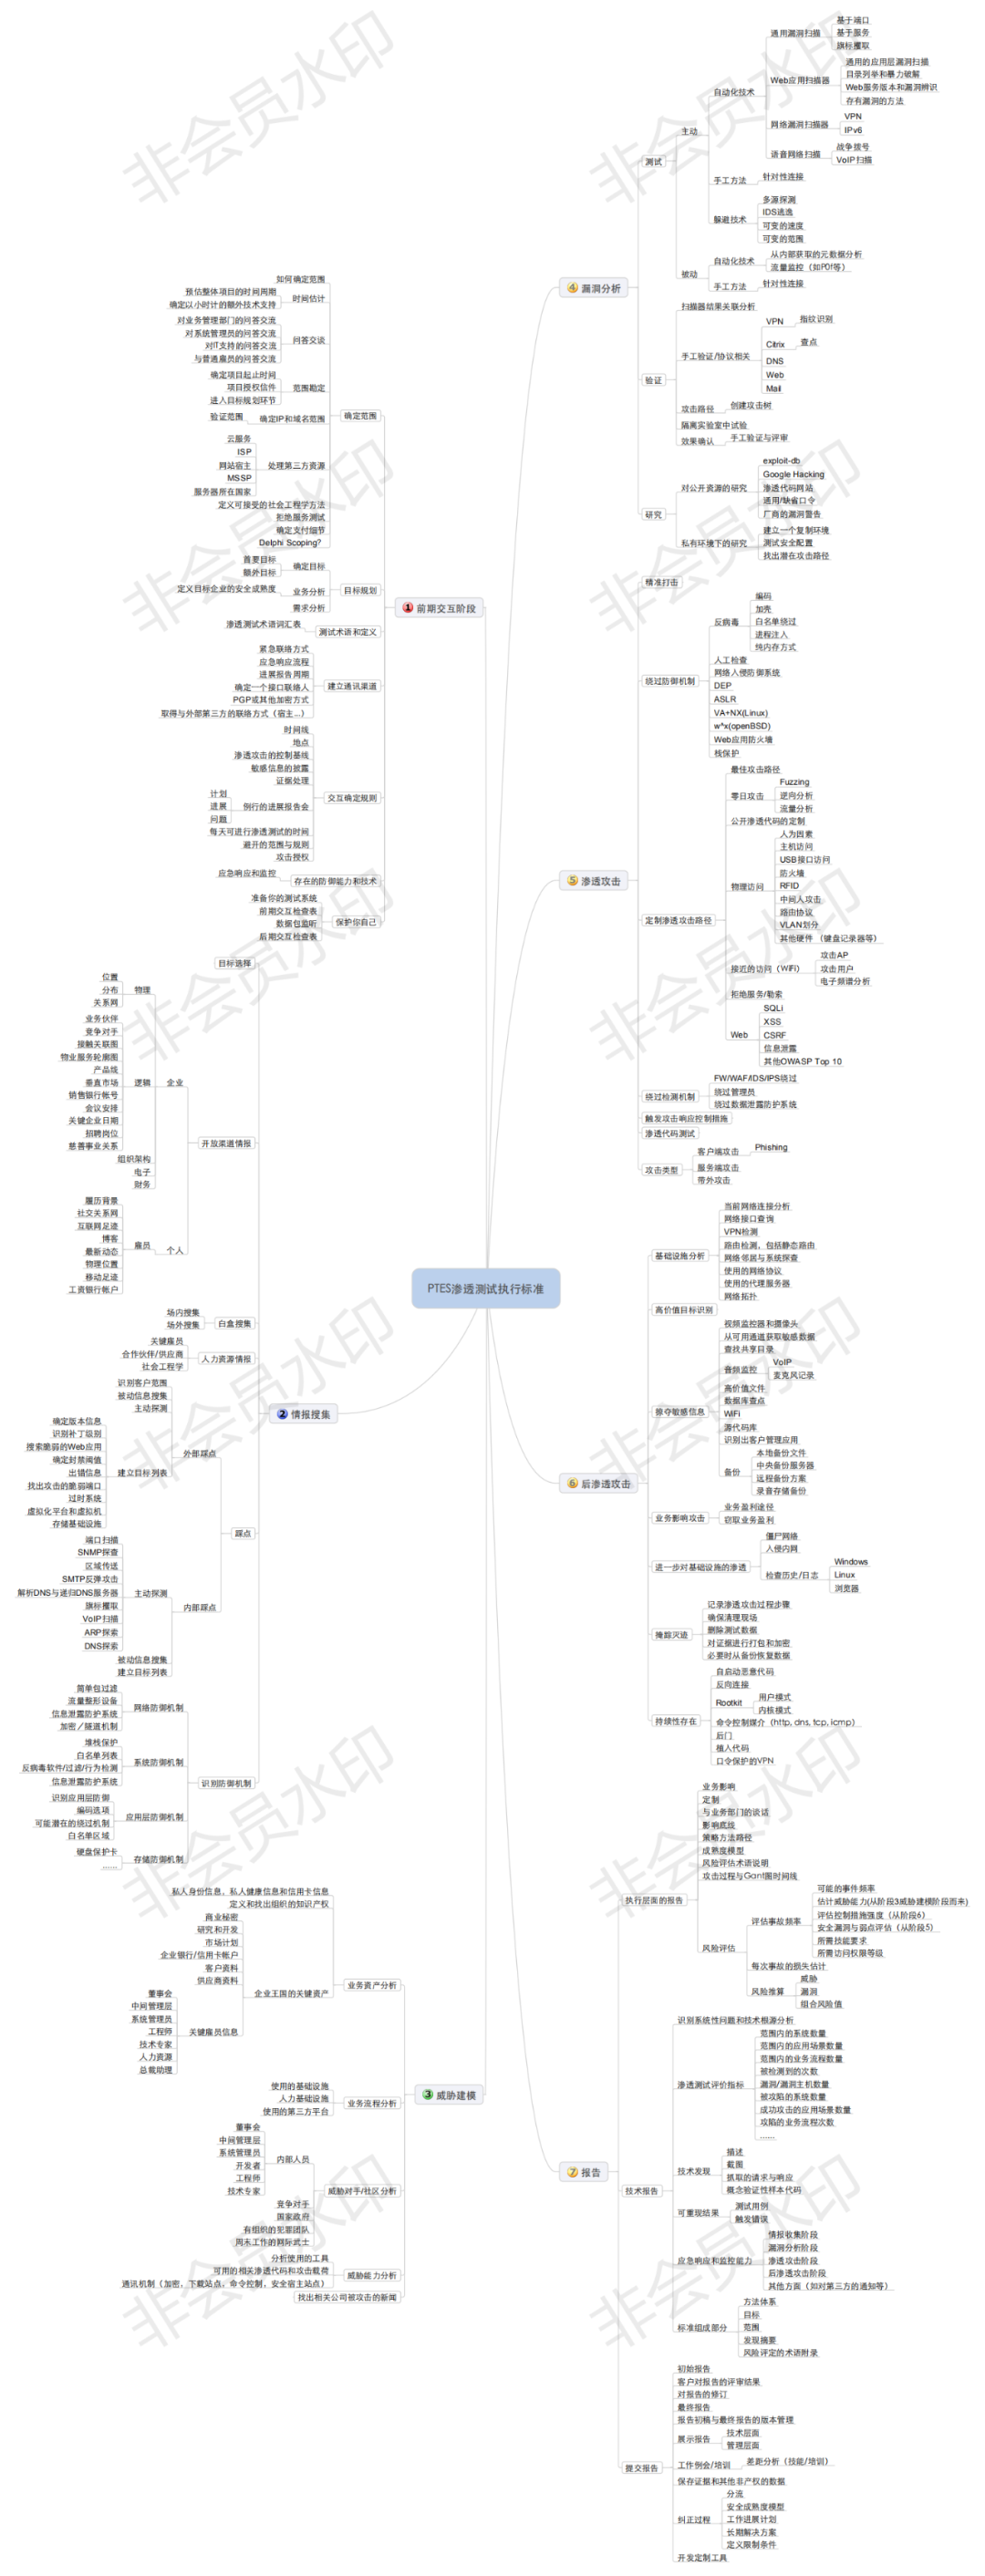 PTES渗透测试执行标准
① 前期交互阶段
确定范围
如何确定范围
时间估计
预估整体项目的时间周期
确定以小时计的额外技术支持
问答交谈
对业务管理部门的问答交流
对系统管理员的问答交流
对IT支持的问答交流
与普通雇员的问答交流
范围勘定
确定项目起止时间
项目授权信件
进入目标规划环节
确定IP和域名范围
验证范围
处理第三方资源
云服务
ISP
网站宿主
MSSP
服务器所在国家
定义可接受的社会工程学方法
拒绝服务测试
确定支付细节
Delphi Scoping?
目标规划
确定目标
首要目标
额外目标
业务分析
定义目标企业的安全成熟度
需求分析
测试术语和定义
渗透测试术语词汇表
建立通讯渠道
紧急联络方式
应急响应流程
进展报告周期
确定一个接口联络人
PGP或其他加密方式
取得与外部第三方的联络方式（宿主...）
交互确定规则
时间线
地点
渗透攻击的控制基线
敏感信息的披露
证据处理
例行的进展报告会
计划
进展
问题
每天可进行渗透测试的时间
避开的范围与规则
攻击授权
存在的防御能力和技术
应急响应和监控
保护你自己
准备你的测试系统
前期交互检查表
数据包监听
后期交互检查表
② 情报搜集
目标选择
开放渠道情报
企业
物理
位置
分布
关系网
逻辑
业务伙伴
竞争对手
接触关联图
物业服务轮廓图
产品线
垂直市场
销售银行帐号
会议安排
关键企业日期
招聘岗位
慈善事业关系
组织架构
电子
财务
个人
雇员
履历背景
社交关系网
互联网足迹
博客
最新动态
物理位置
移动足迹
工资银行帐户
白盒搜集
场内搜集
场外搜集
人力资源情报
关键雇员
合作伙伴/供应商
社会工程学
踩点
外部踩点
识别客户范围
被动信息搜集
主动探测
建立目标列表
确定版本信息
识别补丁级别
搜索脆弱的Web应用
确定封禁阈值
出错信息
找出攻击的脆弱端口
过时系统
虚拟化平台和虚拟机
存储基础设施
内部踩点
主动探测
端口扫描
SNMP探查
区域传送
SMTP反弹攻击
解析DNS与递归DNS服务器
旗标攫取
VoIP扫描
ARP探索
DNS探索
被动信息搜集
建立目标列表
识别防御机制
网络防御机制
简单包过滤
流量整形设备
信息泄露防护系统
加密／隧道机制
系统防御机制
堆栈保护
白名单列表
反病毒软件/过滤/行为检测
信息泄露防护系统
应用层防御机制
识别应用层防御
编码选项
可能潜在的绕过机制
白名单区域
存储防御机制
硬盘保护卡
......
③ 威胁建模
业务资产分析
私人身份信息，私人健康信息和信用卡信息
定义和找出组织的知识产权
企业王国的关键资产
商业秘密
研究和开发
市场计划
企业银行/信用卡帐户
客户资料
供应商资料
关键雇员信息
董事会
中间管理层
系统管理员
工程师
技术专家
人力资源
总裁助理
业务流程分析
使用的基础设施
人力基础设施
使用的第三方平台
威胁对手/社区分析
内部人员
董事会
中间管理层
系统管理员
开发者
工程师
技术专家
竞争对手
国家政府
有组织的犯罪团队
周末工作的网际武士
威胁能力分析
分析使用的工具
可用的相关渗透代码和攻击载荷
通讯机制（加密，下载站点，命令控制，安全宿主站点）
找出相关公司被攻击的新闻
④ 漏洞分析
测试
主动
自动化技术
通用漏洞扫描
基于端口
基于服务
旗标攫取
Web应用扫描器
通用的应用层漏洞扫描
目录列举和暴力破解
Web服务版本和漏洞辨识
存有漏洞的方法
网络漏洞扫描器
VPN
IPv6
语音网络扫描
战争拨号
VoIP扫描
手工方法
针对性连接
躲避技术
多源探测
IDS逃逸
可变的速度
可变的范围
被动
自动化技术
从内部获取的元数据分析
流量监控（如P0f等）
手工方法
针对性连接
验证
扫描器结果关联分析
手工验证/协议相关
VPN
指纹识别
Citrix
查点
DNS
Web
Mail
攻击路径
创建攻击树
隔离实验室中试验
效果确认
手工验证与评审
研究
对公开资源的研究
exploit-db
Google Hacking
渗透代码网站
通用/缺省口令
厂商的漏洞警告
私有环境下的研究
建立一个复制环境
测试安全配置
找出潜在攻击路径
⑤ 渗透攻击
精准打击
绕过防御机制
反病毒
编码
加壳
白名单绕过
进程注入
纯内存方式
人工检查
网络入侵防御系统
DEP
ASLR
VA+NX(Linux)
w^x(openBSD)
Web应用防火墙
栈保护
定制渗透攻击路径
最佳攻击路径
零日攻击
Fuzzing
逆向分析
流量分析
公开渗透代码的定制
物理访问
人为因素
主机访问
USB接口访问
防火墙
RFID
中间人攻击
路由协议
VLAN划分
其他硬件（键盘记录器等）
接近的访问（WiFi）
攻击AP
攻击用户
电子频谱分析
拒绝服务/勒索
Web
SQLi
XSS
CSRF
信息泄露
其他OWASP Top 10
绕过检测机制
FW/WAF/IDS/IPS绕过
绕过管理员
绕过数据泄露防护系统
触发攻击响应控制措施
渗透代码测试
攻击类型
客户端攻击
Phishing
服务端攻击
带外攻击
⑥ 后渗透攻击
基础设施分析
当前网络连接分析
网络接口查询
VPN检测
路由检测，包括静态路由
网络邻居与系统探查
使用的网络协议
使用的代理服务器
网络拓扑
高价值目标识别
掠夺敏感信息
视频监控器和摄像头
从可用通道获取敏感数据
查找共享目录
音频监控
VoIP
麦克风记录
高价值文件
数据库查点
WiFi
源代码库
识别出客户管理应用
备份
本地备份文件
中央备份服务器
远程备份方案
录音存储备份
业务影响攻击
业务盈利途径
窃取业务盈利
进一步对基础设施的渗透
僵尸网络
入侵内网
检查历史/日志
Windows
Linux
浏览器
掩踪灭迹
记录渗透攻击过程步骤
确保清理现场
删除测试数据
对证据进行打包和加密
必要时从备份恢复数据
持续性存在
自启动恶意代码
反向连接
Rootkit
用户模式
内核模式
命令控制媒介（http, dns, tcp, icmp）
后门
植入代码
口令保护的VPN
⑦ 报告
执行层面的报告
业务影响
定制
与业务部门的谈话
影响底线
策略方法路径
成熟度模型
风险评估术语说明
攻击过程与Gantt图时间线
风险评估
评估事故频率
可能的事件频率
估计威胁能力(从阶段3威胁建模阶段而来)
评估控制措施强度（从阶段6）
安全漏洞与弱点评估（从阶段5）
所需技能要求
所需访问权限等级
每次事故的损失估计
风险推算
威胁
漏洞
组合风险值
技术报告
识别系统性问题和技术根源分析
渗透测试评价指标
范围内的系统数量
范围内的应用场景数量
范围内的业务流程数量
被检测到的次数
漏洞/漏洞主机数量
被攻陷的系统数量
成功攻击的应用场景数量
攻陷的业务流程次数
......
技术发现
描述
截图
抓取的请求与响应
概念验证性样本代码
可重现结果
测试用例
触发错误
应急响应和监控能力
情报收集阶段
漏洞分析阶段
渗透攻击阶段
后渗透攻击阶段
其他方面（如对第三方的通知等）
标准组成部分
方法体系
目标
范围
发现摘要
风险评定的术语附录
提交报告
初始报告
客户对报告的评审结果
对报告的修订
最终报告
报告初稿与最终报告的版本管理
展示报告
技术层面
管理层面
工作例会/培训
差距分析（技能/培训）
保存证据和其他非产权的数据
纠正过程
分流
安全成熟度模型
工作进展计划
长期解决方案
定义限制条件
开发定制工具
非会员水印
非会员水印
非会员水印
非会员水印
非会员水印
非会员水印
非会员水印
非会员水印
非会员水印
非会员水印
非会员水印
非会员水印